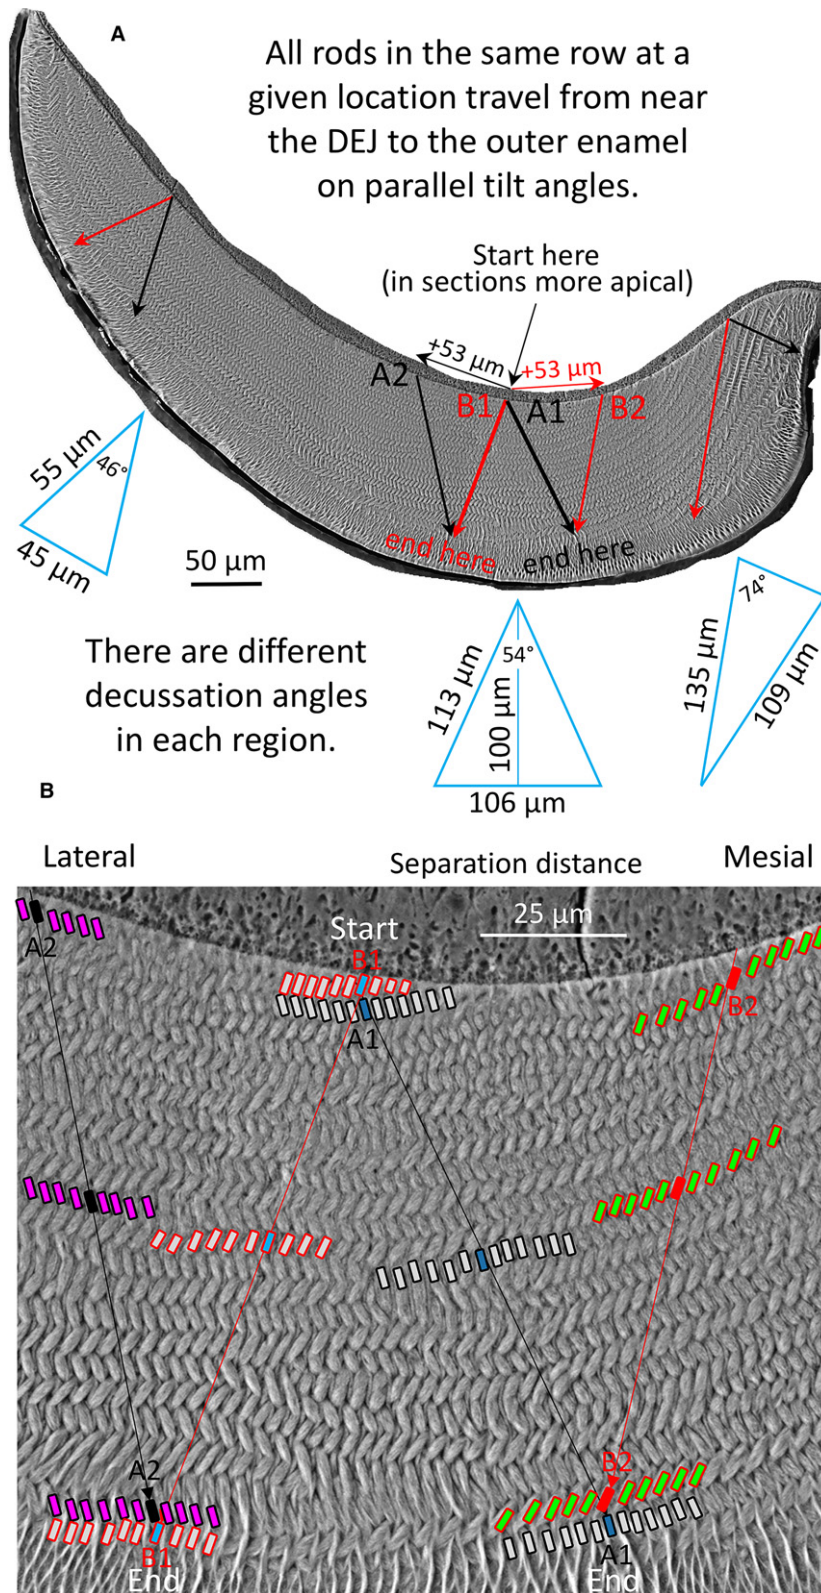 A
All rods in the same row at a
given location travel from near
the DEJ to the outer enamel
on parallel tilt angles.
Start here
(in sections more apical)
+53 µm
+53 µm
A2
B1
A1
B2
end here
end here
55 µm
46°
45 µm
50 µm
There are different
decussation angles
in each region.
113 µm
54°
100 µm
106 µm
74°
135 µm
109 µm
B
Lateral
Separation distance
Mesial
25 µm
Start
A2
B1
A1
B2
A2
B2
B1
A1
End
End